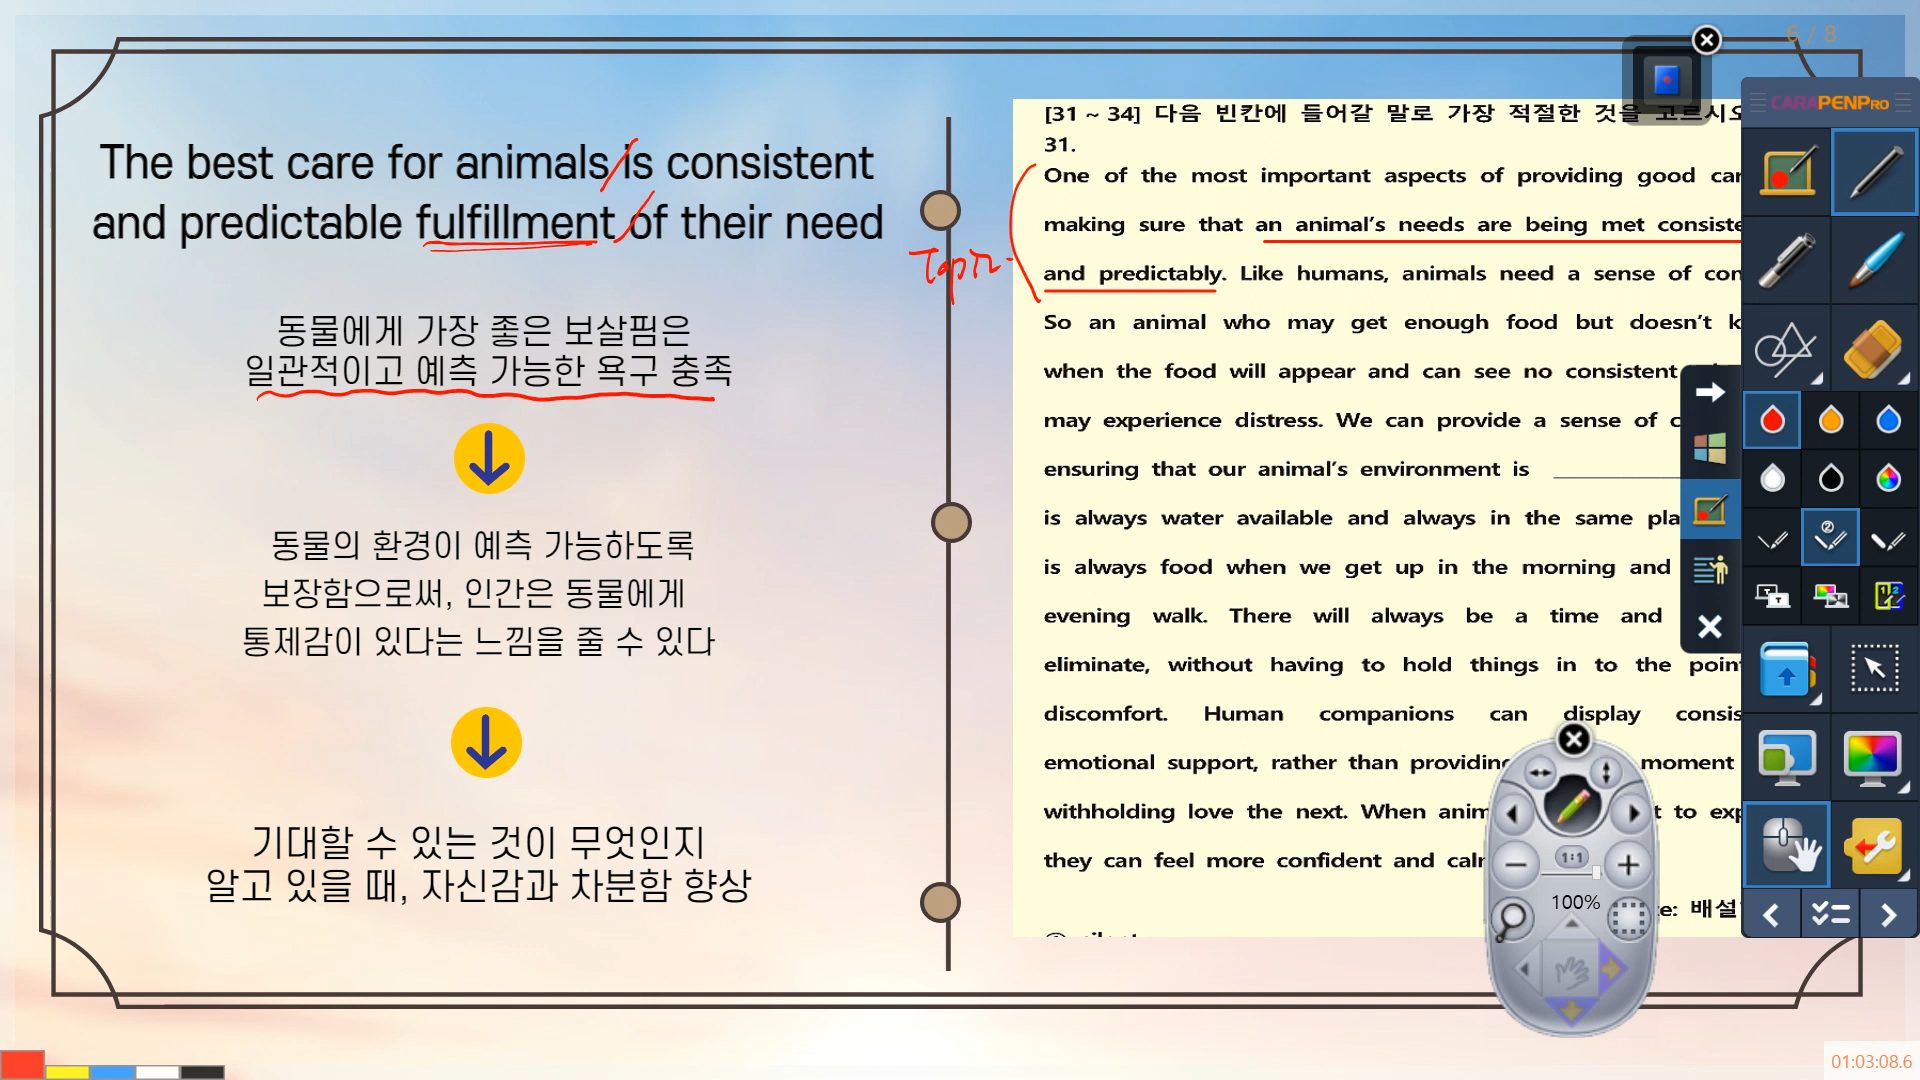 6 / 8
The best care for animals is consistent
and predictable fulfillment of their need
동물에게 가장 좋은 보살핌은
일관적이고 예측 가능한 욕구 충족
동물의 환경이 예측 가능하도록
보장함으로써, 인간은 동물에게
통제감이 있다는 느낌을 줄 수 있다
기대할 수 있는 것이 무엇인지
알고 있을 때, 자신감과 차분함 향상
Topic
[31 ~ 34] 다음 빈칸에 들어갈 말로 가장 적절한 것을 고르시오
31.
One of the most important aspects of providing good car
making sure that an animal's needs are being met consiste
and predictably. Like humans, animals need a sense of con
So an animal who may get enough food but doesn't k
when the food will appear and can see no consistent
may experience distress. We can provide a sense of c
ensuring that our animal's environment is
is always water available and always in the same pla
is always food when we get up in the morning and
evening walk. There will always be a time and
eliminate, without having to hold things in to the point
discomfort. Human companions can display consis
emotional support, rather than providing moment
withholding love the next. When anim t to exp
they can feel more confident and calr
te: 배설
CARAPENPRO
1:1
100%
01:03:08.6